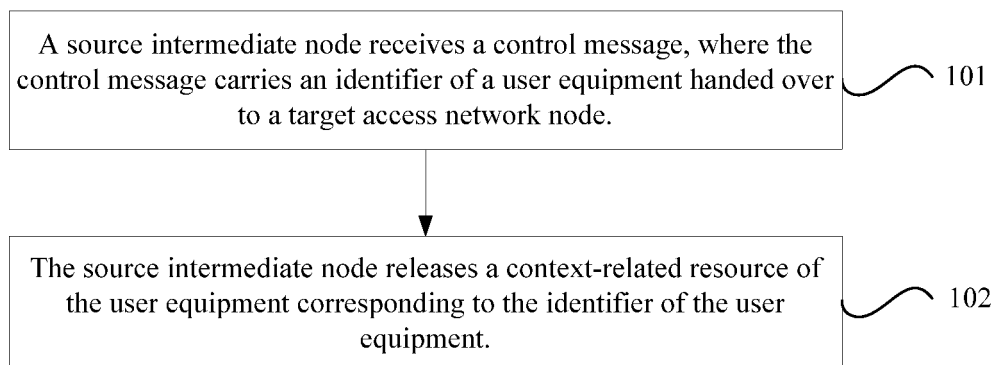 A source intermediate node receives a control message, where the
control message carries an identifier of a user equipment handed over
to a target access network node.
101
The source intermediate node releases a context-related resource of
the user equipment corresponding to the identifier of the user
equipment.
102